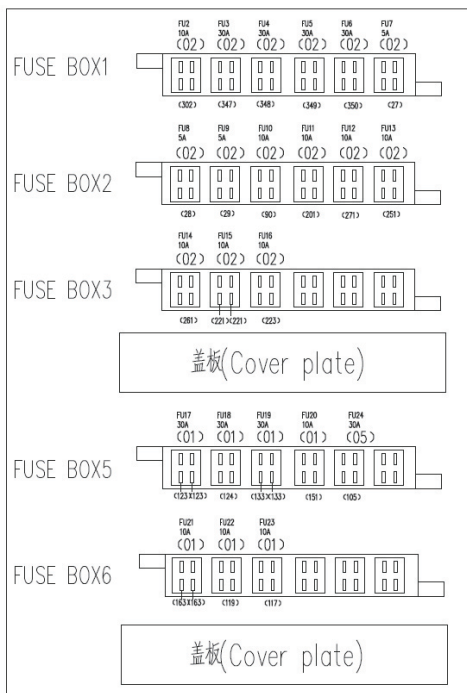 FU2 FU3 FU4 FU5 FU6 FU7
10A 30A 30A 30A 30A 5A
(02) (02) (02) (02) (02) (02)
FUSE BOX1
(302) (347) (348) (349) (350) (27)
FU8 FU9 FU10 FU11 FU12 FU13
5A 5A 10A 10A 10A 10A
(02) (02) (02) (02) (02) (02)
FUSE BOX2
(28) (29) (90) (201) (271) (251)
FU14 FU15 FU16
10A 10A 10A
(02) (02) (02)
FUSE BOX3
(261) (221)(221) (223)
盖板(Cover plate)
FU17 FU18 FU19 FU20 FU24
30A 30A 30A 10A 30A
(01) (01) (01) (01) (05)
FUSE BOX5
(123)(123) (124) (133)(133) (151) (105)
FU21 FU22 FU23
10A 10A 10A
(01) (01) (01)
FUSE BOX6
(163)(163) (119) (117)
盖板(Cover plate)